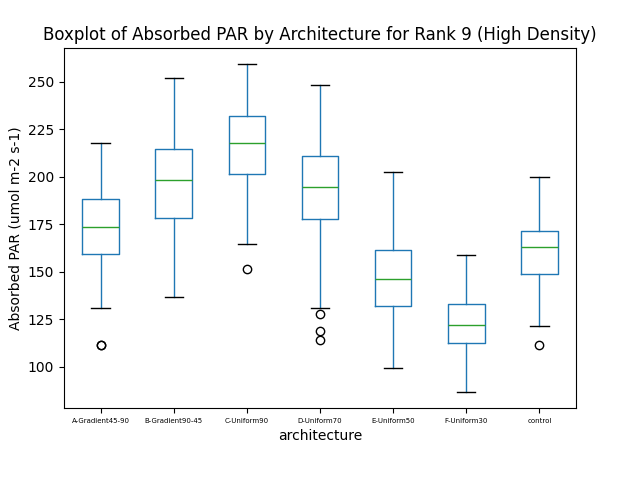 Boxplot of Absorbed PAR by Architecture for Rank 9 (High Density)
Absorbed PAR (umol m-2 s-1)
250
225
200
175
150
125
100
A-Gradient45-90 B-Gradient90-45 C-Uniform90 D-Uniform70 E-Uniform50 F-Uniform30 control
architecture